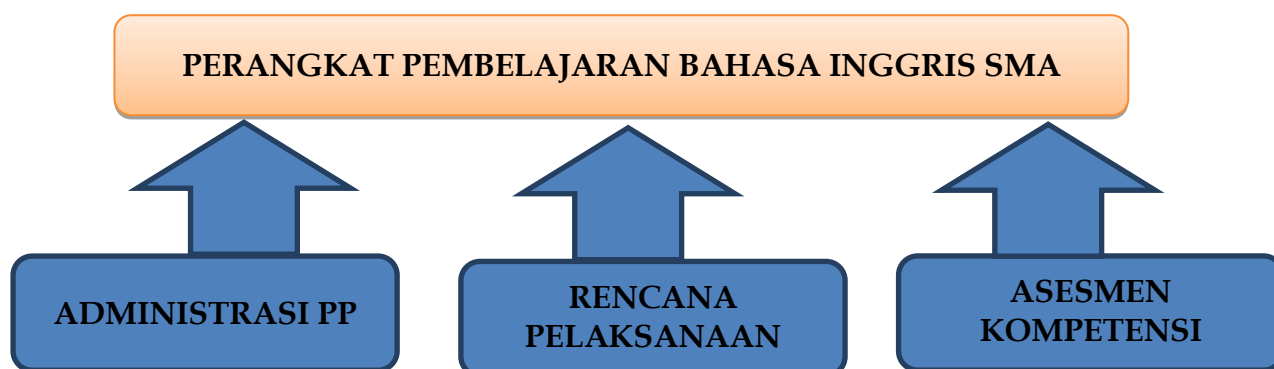 PERANGKAT PEMBELAJARAN BAHASA INGGRIS SMA
ADMINISTRASI PP
RENCANA
PELAKSANAAN
ASESMEN
KOMPETENSI